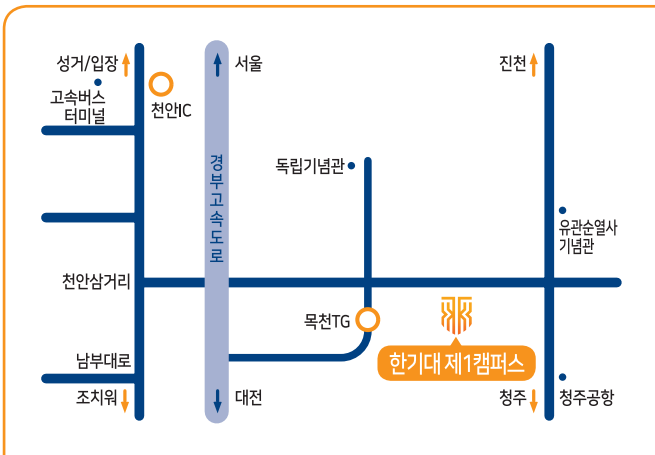 성거/입장
고속버스
터미널
천안IC
서울
진천
경부고속도로
독립기념관
유관순열사
기념관
천안삼거리
목천TG
한기대 제1캠퍼스
남부대로
조치워
대전
청주
청주공항